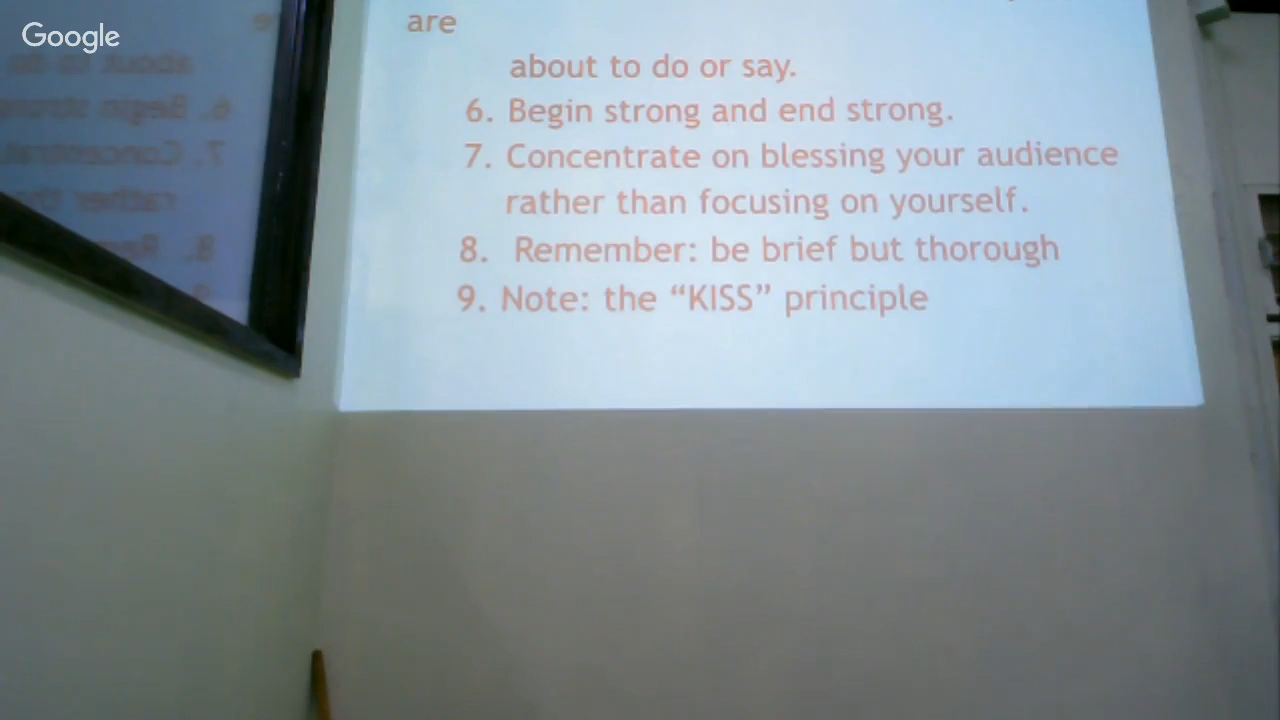 Google
are
about to do or say.
6. Begin strong and end strong.
7. Concentrate on blessing your audience
rather than focusing on yourself.
8. Remember: be brief but thorough
9. Note: the “KISS” principle